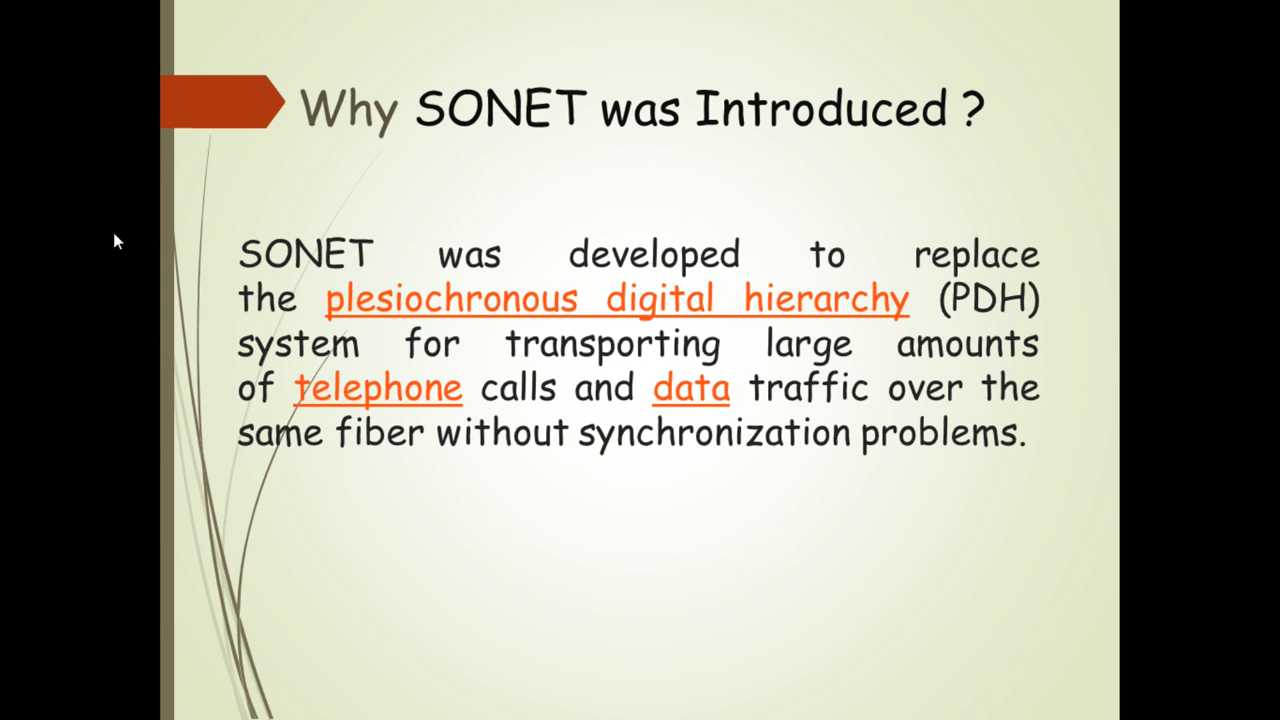 Why SONET was Introduced ?
SONET was developed to replace
the plesiochronous digital hierarchy (PDH)
system for transporting large amounts
of telephone calls and data traffic over the
same fiber without synchronization problems.